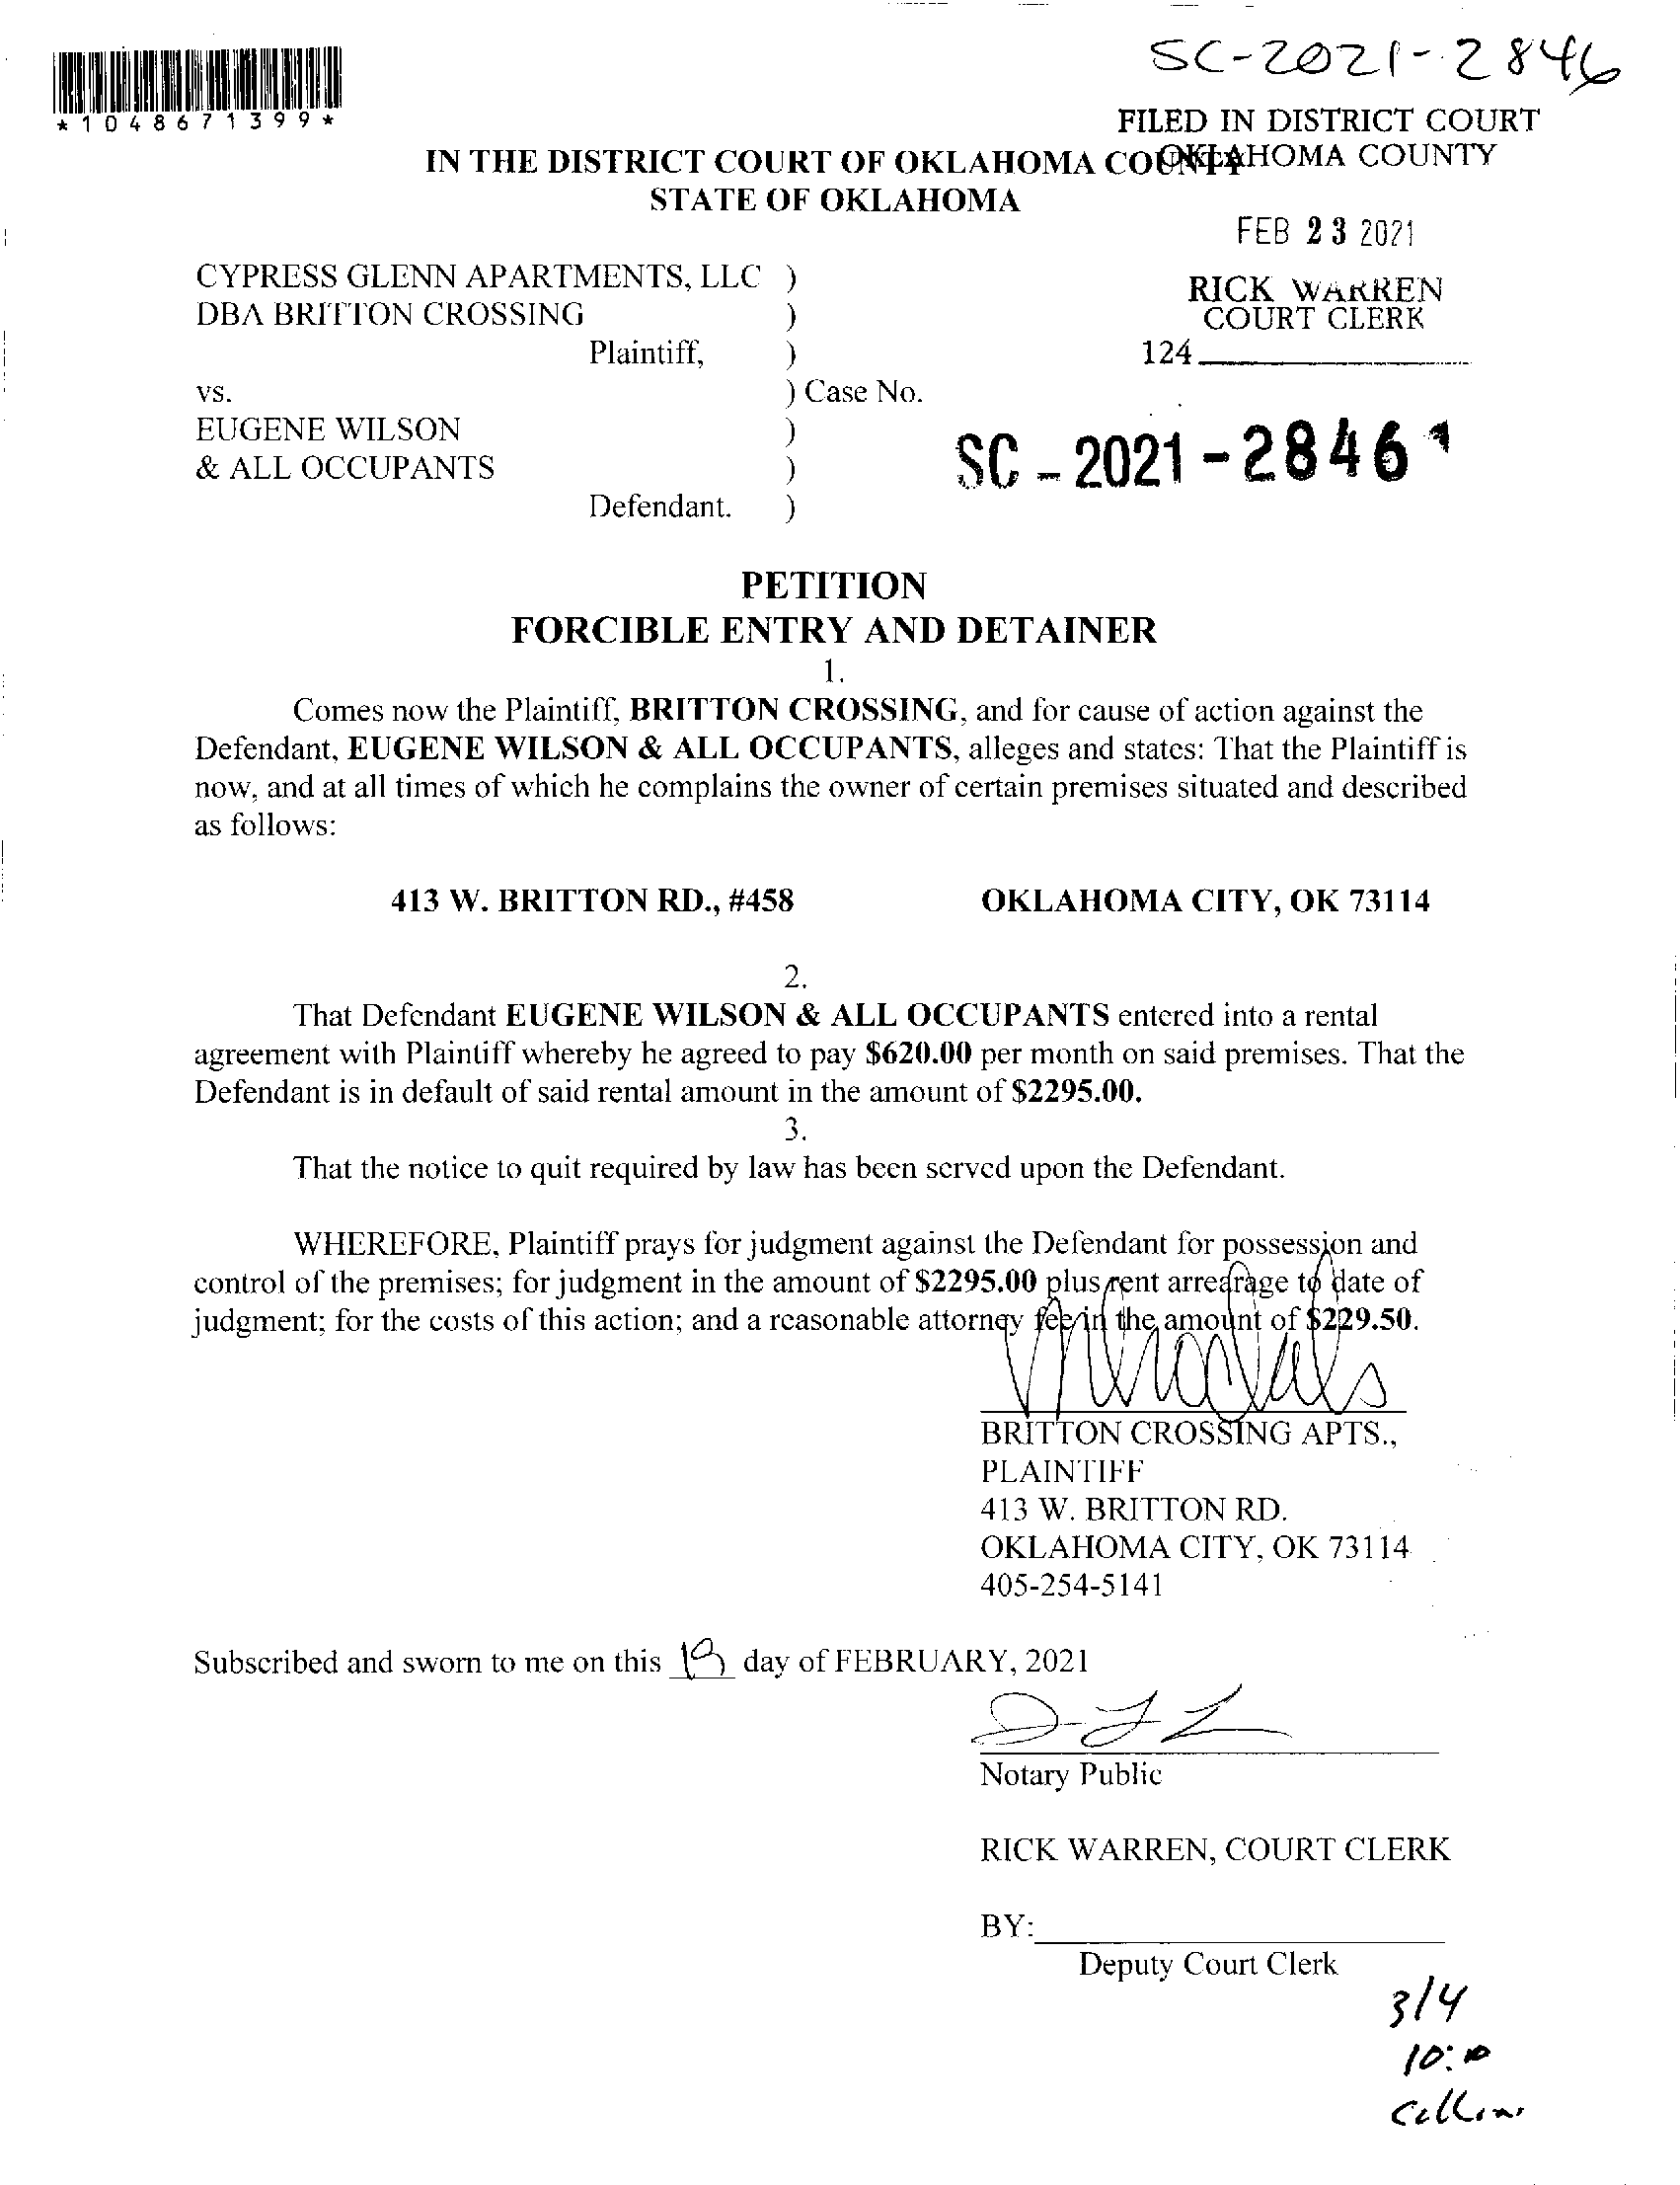 SC-2021-2846
*1048671399*
FILED IN DISTRICT COURT
OKLAHOMA COUNTY
IN THE DISTRICT COURT OF OKLAHOMA COUNTY
STATE OF OKLAHOMA
FEB 23 2021
RICK WARREN
COURT CLERK
124
CYPRESS GLENN APARTMENTS, LLC )
DBA BRITTON CROSSING )
Plaintiff, )
vs. ) Case No.
EUGENE WILSON )
& ALL OCCUPANTS )
Defendant. )
SC - 2021 - 2846
PETITION
FORCIBLE ENTRY AND DETAINER
1.
Comes now the Plaintiff, BRITTON CROSSING, and for cause of action against the
Defendant, EUGENE WILSON & ALL OCCUPANTS, alleges and states: That the Plaintiff is
now, and at all times of which he complains the owner of certain premises situated and described
as follows:
413 W. BRITTON RD., #458 OKLAHOMA CITY, OK 73114
2.
That Defendant EUGENE WILSON & ALL OCCUPANTS entered into a rental
agreement with Plaintiff whereby he agreed to pay $620.00 per month on said premises. That the
Defendant is in default of said rental amount in the amount of $2295.00.
3.
That the notice to quit required by law has been served upon the Defendant.
WHEREFORE, Plaintiff prays for judgment against the Defendant for possession and
control of the premises; for judgment in the amount of $2295.00 plus rent arrearage to date of
judgment; for the costs of this action; and a reasonable attorney fee in the amount of $229.50.
BRITTON CROSSING APTS.,
PLAINTIFF
413 W. BRITTON RD.
OKLAHOMA CITY, OK 73114
405-254-5141
Subscribed and sworn to me on this 19 day of FEBRUARY, 2021
Notary Public
RICK WARREN, COURT CLERK
BY:
Deputy Court Clerk
3/4